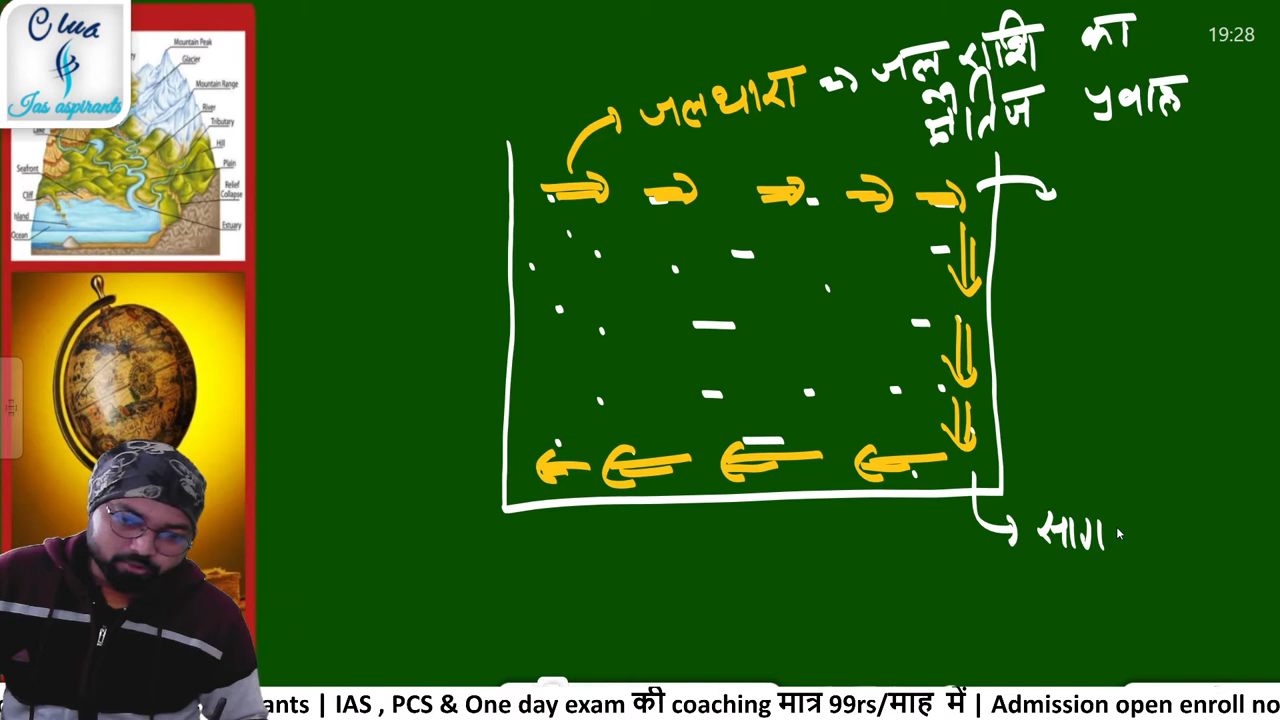 Clua
Ias aspirants
Mountain Peak
Glacier
Mountain Range
River
Tributary
Hill
Plain
Relief
Collapse
Estuary
Lake
Seafront
Cliff
Island
Ocean
19:28
जलधारा => जल राशि का
क्षैतिज प्रवाह
साग
ants | IAS , PCS & One day exam की coaching मात्र 99rs/माह में | Admission open enroll no